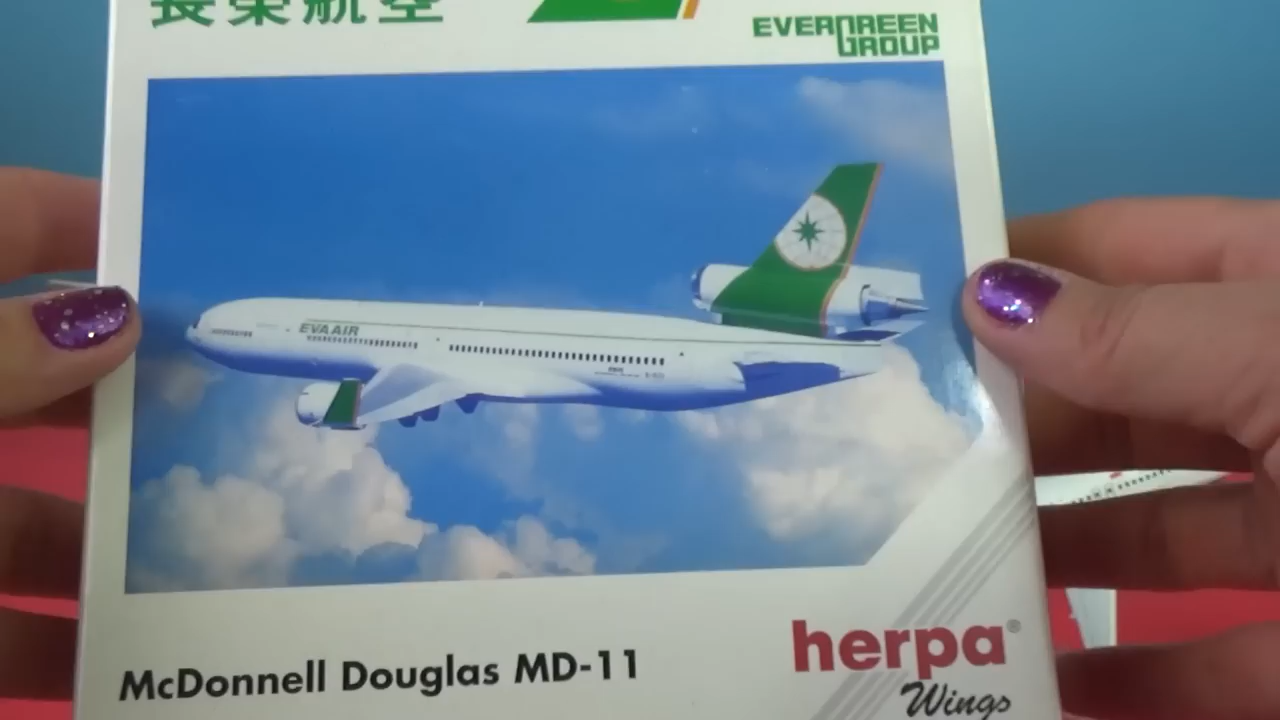 長榮航空
EVERGREEN
GROUP
EVA AIR
McDonnell Douglas MD-11
herpa®
Wings